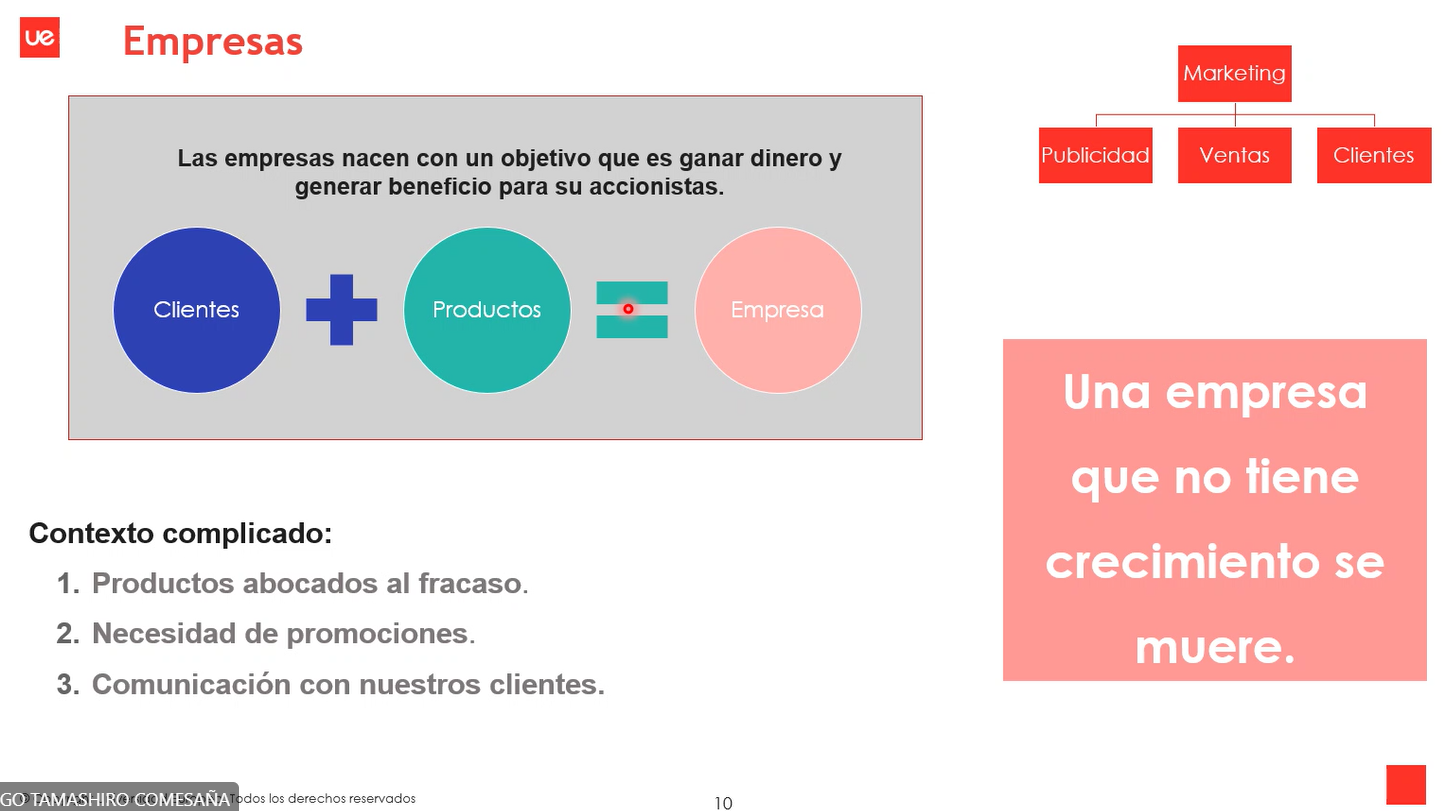 ue
Empresas
Marketing
Publicidad
Ventas
Clientes
Las empresas nacen con un objetivo que es ganar dinero y
generar beneficio para su accionistas.
Clientes
Productos
Empresa
Una empresa
que no tiene
crecimiento se
muere.
Contexto complicado:
1. Productos abocados al fracaso.
2. Necesidad de promociones.
3. Comunicación con nuestros clientes.
GO TAMASHIRO COMESAÑA
Todos los derechos reservados
10